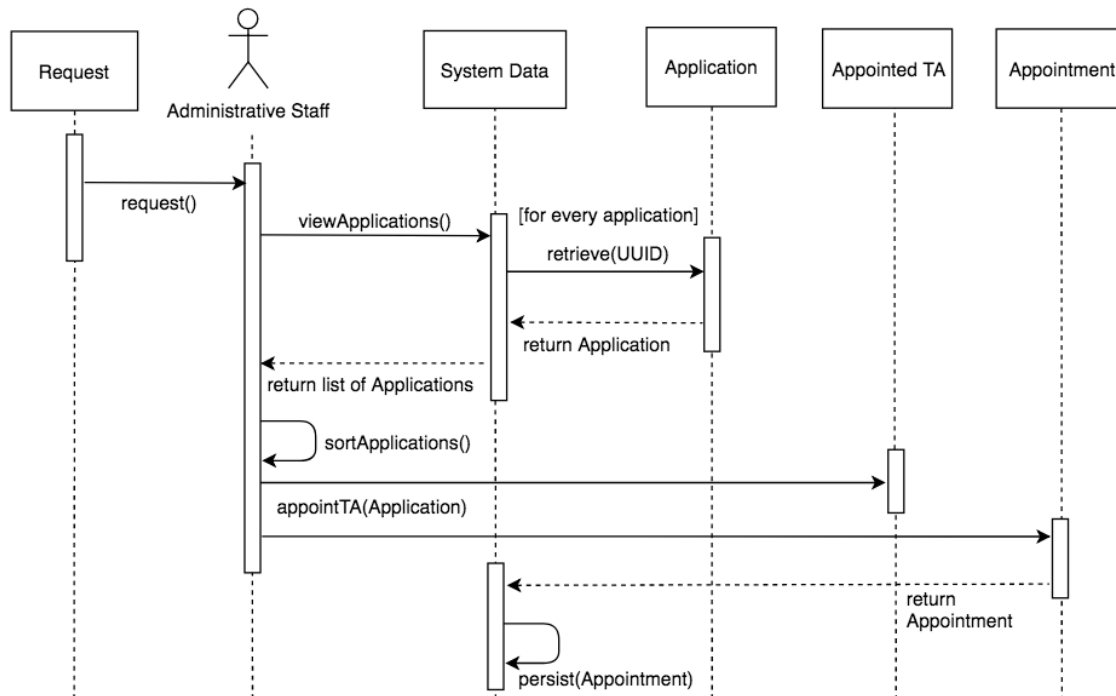 Request
Administrative Staff
System Data
Application
Appointed TA
Appointment
request()
viewApplications()
[for every application]
retrieve(UUID)
return Application
return list of Applications
sortApplications()
appointTA(Application)
return
Appointment
persist(Appointment)